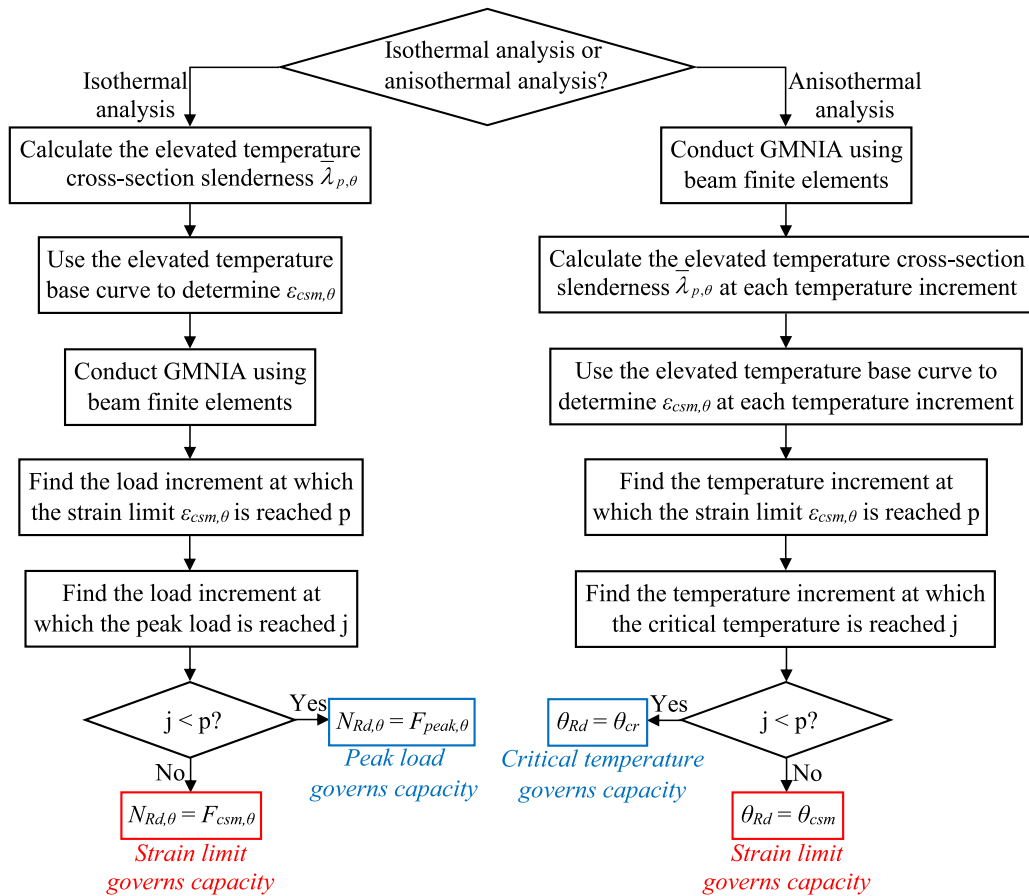 Isothermal analysis or
anisothermal analysis?
Isothermal
analysis
Calculate the elevated temperature
cross-section slenderness λ̅p,θ
Use the elevated temperature
base curve to determine εcsm,θ
Conduct GMNIA using
beam finite elements
Find the load increment at which
the strain limit εcsm,θ is reached p
Find the load increment at
which the peak load is reached j
j < p?
Yes
NRd,θ = Fpeak,θ
Peak load
governs capacity
No
NRd,θ = Fcsm,θ
Strain limit
governs capacity
Anisothermal
analysis
Conduct GMNIA using
beam finite elements
Calculate the elevated temperature cross-section
slenderness λ̅p,θ at each temperature increment
Use the elevated temperature base curve to
determine εcsm,θ at each temperature increment
Find the temperature increment at
which the strain limit εcsm,θ is reached p
Find the temperature increment at which
the critical temperature is reached j
j < p?
Yes
θRd = θcr
Critical temperature
governs capacity
No
θRd = θcsm
Strain limit
governs capacity